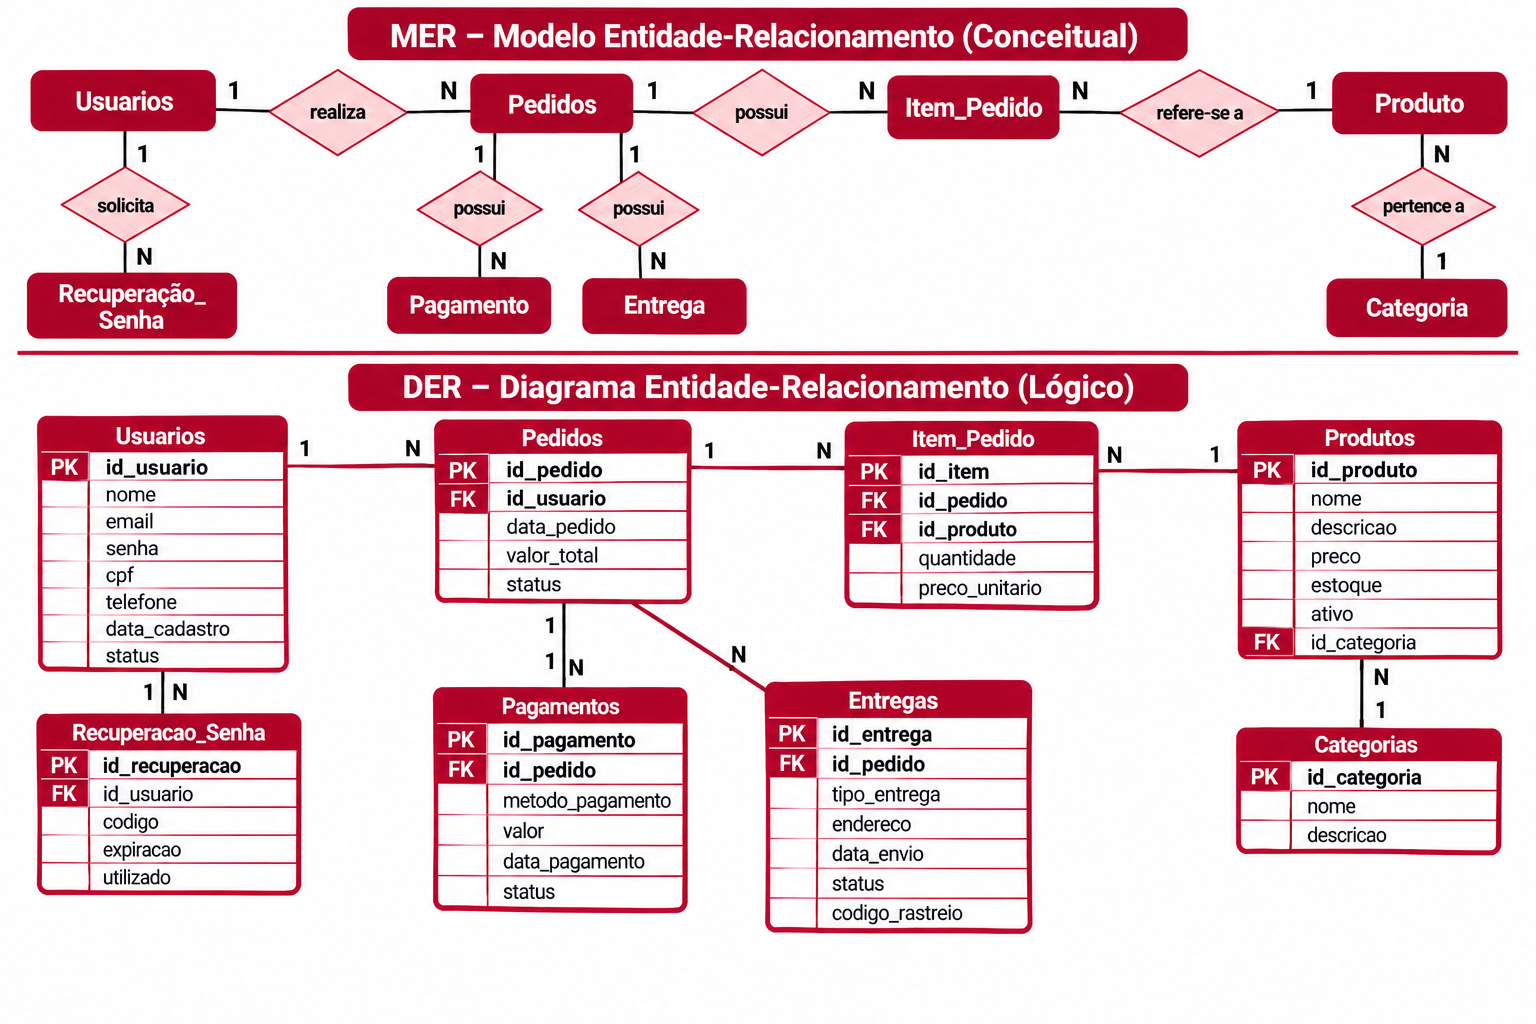 MER – Modelo Entidade-Relacionamento (Conceitual)
Usuarios
1
realiza
N
Pedidos
1
possui
N
Item_Pedido
N
refere-se a
1
Produto
1
solicita
N
Recuperação_
Senha
1
possui
N
Pagamento
1
possui
N
Entrega
N
pertence a
1
Categoria
DER – Diagrama Entidade-Relacionamento (Lógico)
Usuarios
PK id_usuario
nome
email
senha
cpf
telefone
data_cadastro
status
1 N
Pedidos
PK id_pedido
FK id_usuario
data_pedido
valor_total
status
1 N
Item_Pedido
PK id_item
FK id_pedido
FK id_produto
quantidade
preco_unitario
N 1
Produtos
PK id_produto
nome
descricao
preco
estoque
ativo
FK id_categoria
1 N
Recuperacao_Senha
PK id_recuperacao
FK id_usuario
codigo
expiracao
utilizado
1
1 N
Pagamentos
PK id_pagamento
FK id_pedido
metodo_pagamento
valor
data_pagamento
status
N
Entregas
PK id_entrega
FK id_pedido
tipo_entrega
endereco
data_envio
status
codigo_rastreio
N
1
Categorias
PK id_categoria
nome
descricao